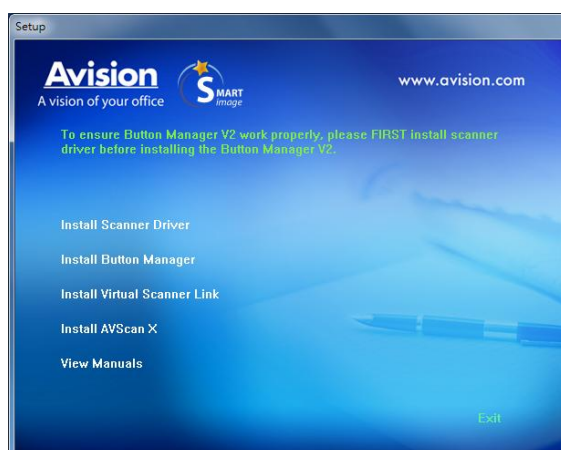 Setup
Avision
A vision of your office
SMART
image
www.avision.com
To ensure Button Manager V2 work properly, please FIRST install scanner
driver before installing the Button Manager V2.
Install Scanner Driver
Install Button Manager
Install Virtual Scanner Link
Install AVScan X
View Manuals
Exit